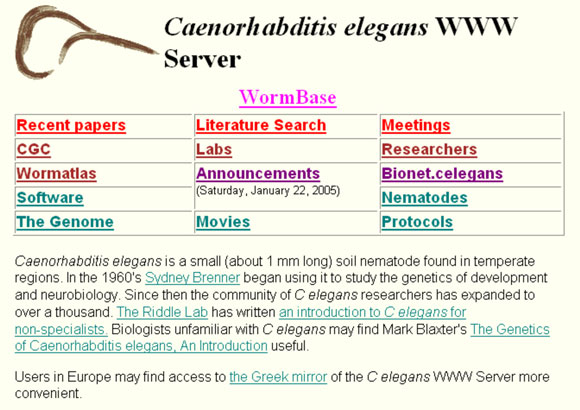 Caenorhabditis elegans WWW
Server
WormBase
Recent papers Literature Search Meetings
CGC Labs Researchers
Wormatlas Announcements Bionet.celegans
(Saturday, January 22, 2005)
Software Nematodes
The Genome Movies Protocols
Caenorhabditis elegans is a small (about 1 mm long) soil nematode found in temperate
regions. In the 1960's Sydney Brenner began using it to study the genetics of development
and neurobiology. Since then the community of C elegans researchers has expanded to
over a thousand. The Riddle Lab has written an introduction to C elegans for
non-specialists. Biologists unfamiliar with C elegans may find Mark Blaxter's The Genetics
of Caenorhabditis elegans, An Introduction useful.
Users in Europe may find access to the Greek mirror of the C elegans WWW Server more
convenient.